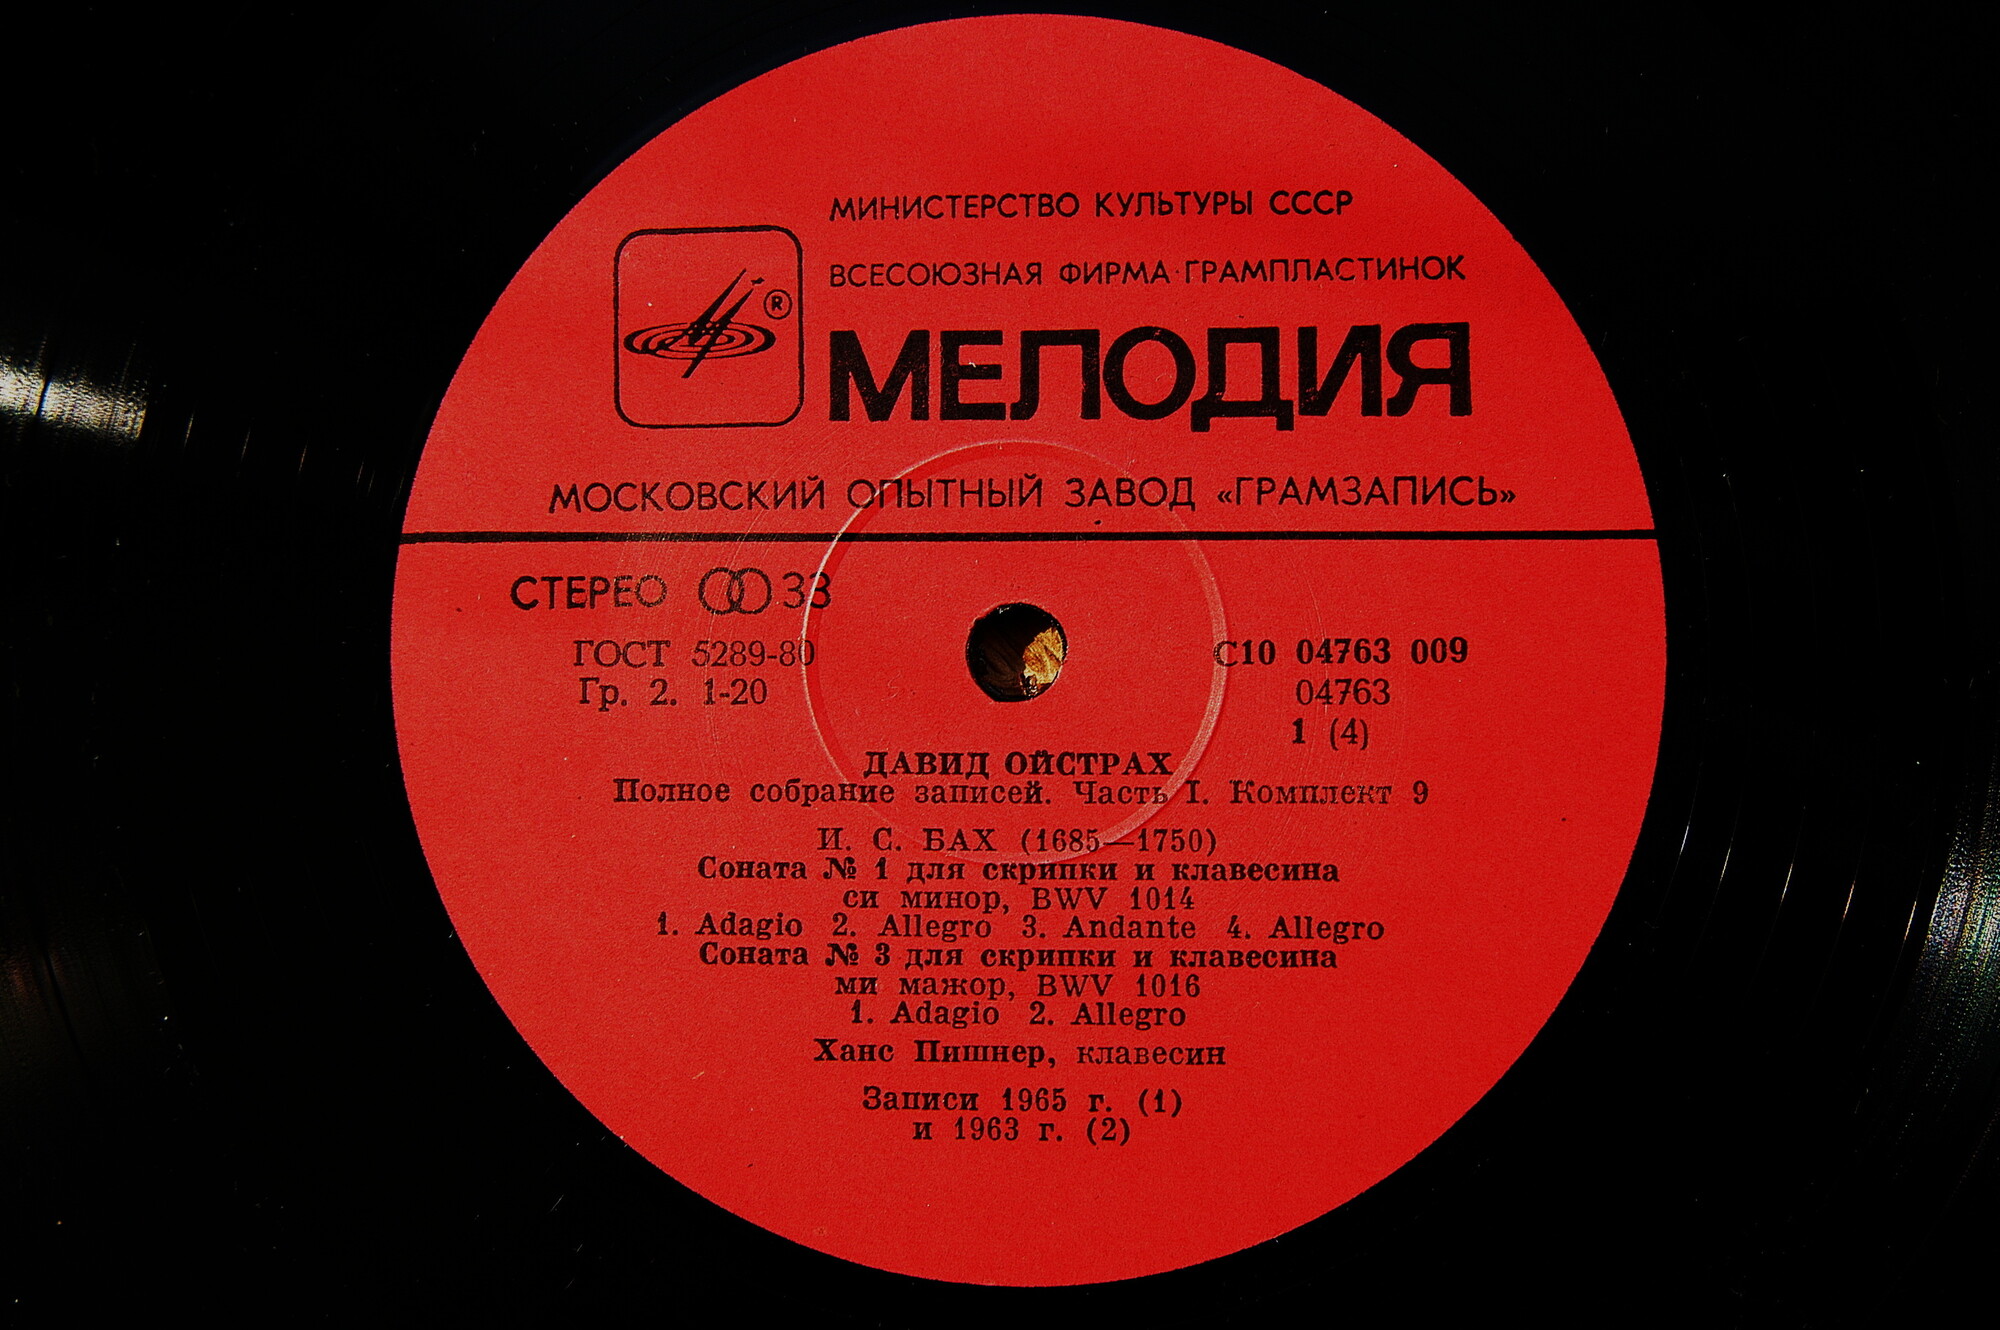 МИНИСТЕРСТВО КУЛЬТУРЫ СССР
ВСЕСОЮЗНАЯ ФИРМА ГРАМПЛАСТИНОК
®
МЕЛОДИЯ
МОСКОВСКИЙ ОПЫТНЫЙ ЗАВОД «ГРАМЗАПИСЬ»
СТЕРЕО 33
ГОСТ 5289-80
Гр. 2. 1-20
С10 04763 009
04763
1 (4)
ДАВИД ОЙСТРАХ
Полное собрание записей. Часть I. Комплект 9
И. С. БАХ (1685—1750)
Соната № 1 для скрипки и клавесина
си минор, BWV 1014
1. Adagio 2. Allegro 3. Andante 4. Allegro
Соната № 3 для скрипки и клавесина
ми мажор, BWV 1016
1. Adagio 2. Allegro
Ханс Пишнер, клавесин
Записи 1965 г. (1)
и 1963 г. (2)